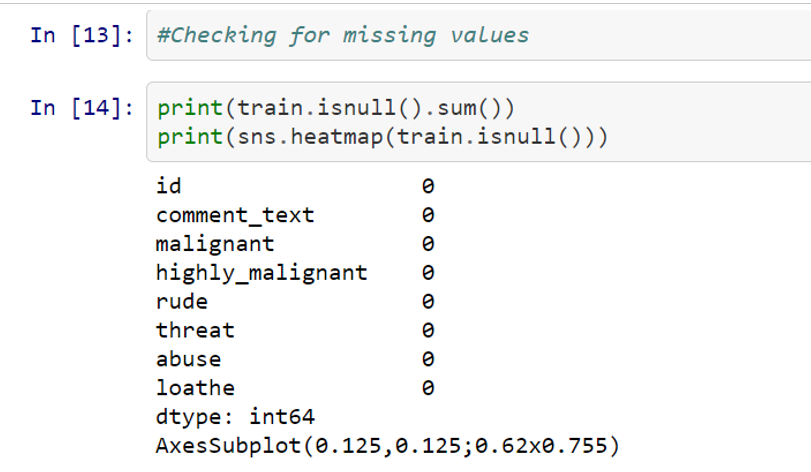 In [13]: #Checking for missing values
In [14]: print(train.isnull().sum())
print(sns.heatmap(train.isnull()))
id 0
comment_text 0
malignant 0
highly_malignant 0
rude 0
threat 0
abuse 0
loathe 0
dtype: int64
AxesSubplot(0.125,0.125;0.62x0.755)